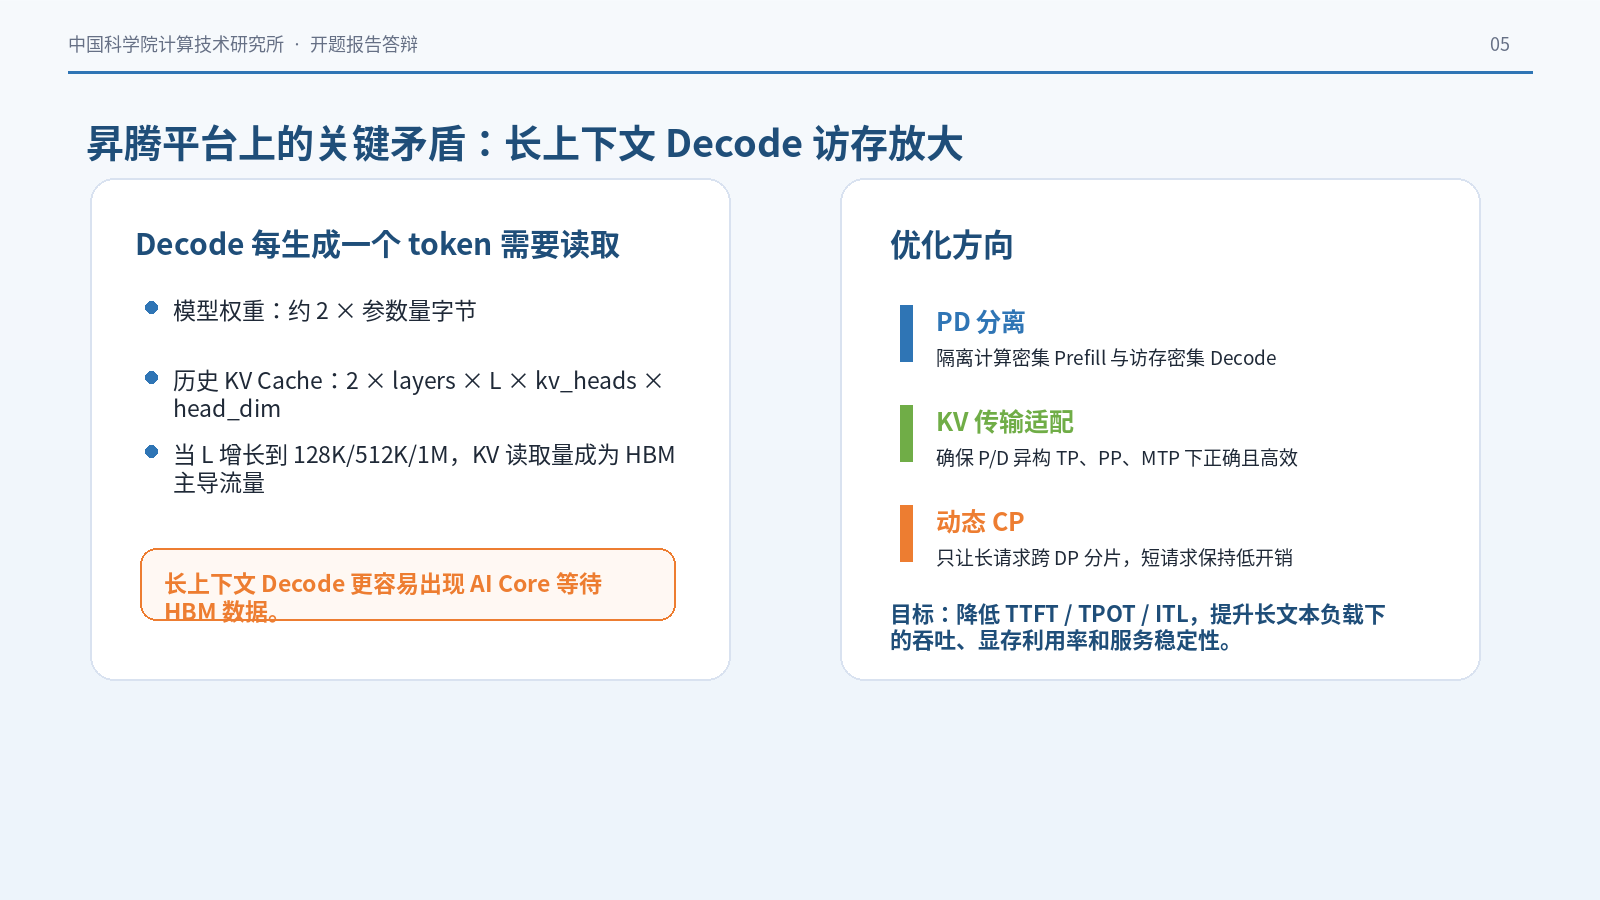 中国科学院计算技术研究所 · 开题报告答辩
05
昇腾平台上的关键矛盾：长上下文 Decode 访存放大
Decode 每生成一个 token 需要读取
模型权重：约 2 × 参数量字节
历史 KV Cache：2 × layers × L × kv_heads ×
head_dim
当 L 增长到 128K/512K/1M，KV 读取量成为 HBM
主导流量
长上下文 Decode 更容易出现 AI Core 等待
HBM 数据。
优化方向
PD 分离
隔离计算密集 Prefill 与访存密集 Decode
KV 传输适配
确保 P/D 异构 TP、PP、MTP 下正确且高效
动态 CP
只让长请求跨 DP 分片，短请求保持低开销
目标：降低 TTFT / TPOT / ITL，提升长文本负载下
的吞吐、显存利用率和服务稳定性。